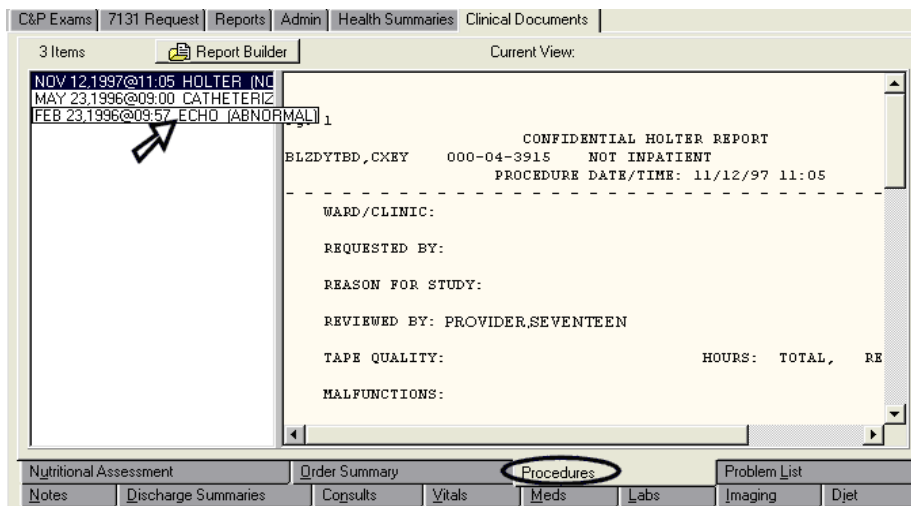 C&P Exams 7131 Request Reports Admin Health Summaries Clinical Documents
3 Items Report Builder Current View:
NOV 12,1997@11:05 HOLTER (NO
MAY 23,1996@09:00 CATHETERIZ
FEB 23,1996@09:57 ECHO (ABNORMAL)
1
CONFIDENTIAL HOLTER REPORT
BLZDYTBD,CXEY 000-04-3915 NOT INPATIENT
PROCEDURE DATE/TIME: 11/12/97 11:05
- - - - - - - - - - - - - - - - - - - - - - - - - - - - - - - - - - - - - - -
WARD/CLINIC:
REQUESTED BY:
REASON FOR STUDY:
REVIEWED BY: PROVIDER,SEVENTEEN
TAPE QUALITY: HOURS: TOTAL, RE
MALFUNCTIONS:
Nutritional Assessment Order Summary Procedures Problem List
Notes Discharge Summaries Consults Vitals Meds Labs Imaging Diet